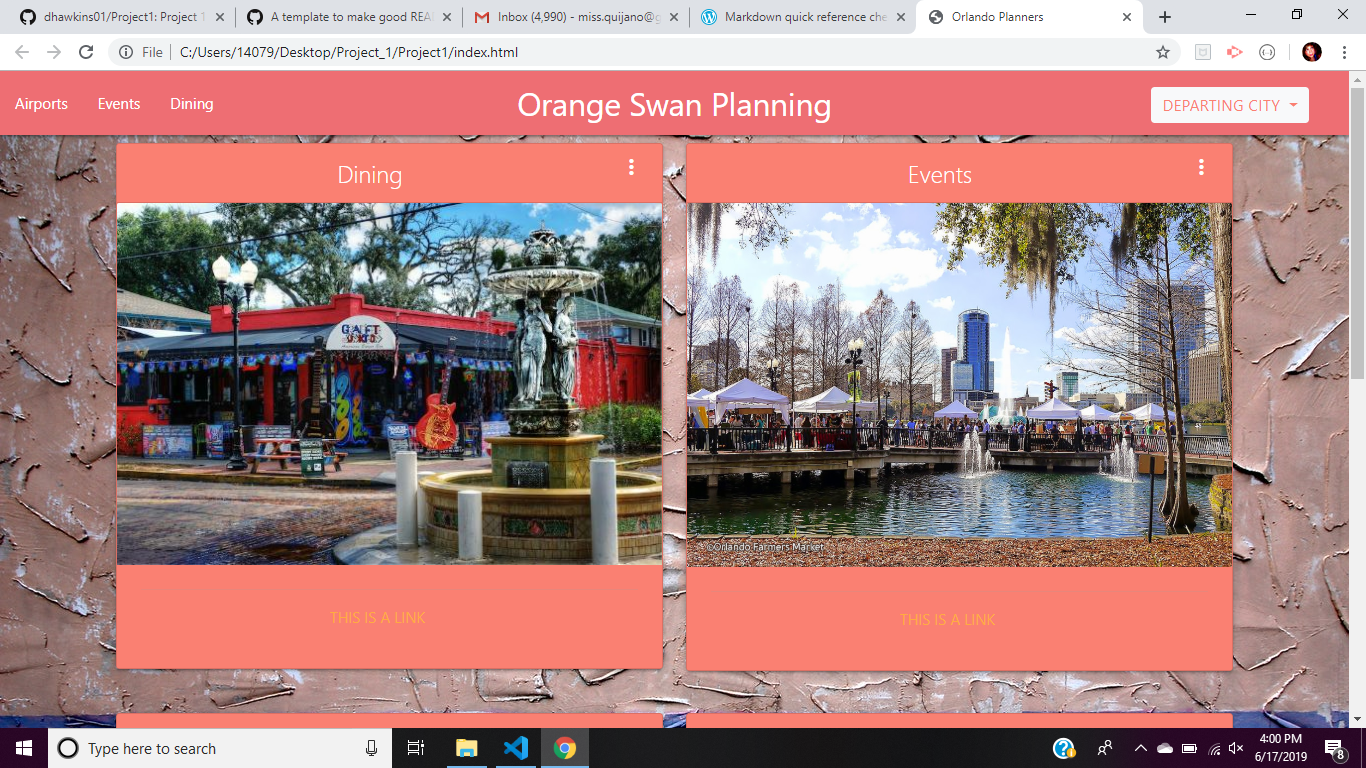 dhawkins01/Project1: Project 1
A template to make good REA
Inbox (4,990) - miss.quijano@g
Markdown quick reference che
Orlando Planners
File
C:/Users/14079/Desktop/Project_1/Project1/index.html
Airports
Events
Dining
Orange Swan Planning
DEPARTING CITY
Dining
Events
©Orlando Farmers Market
THIS IS A LINK
THIS IS A LINK
Type here to search
4:00 PM
6/17/2019
8